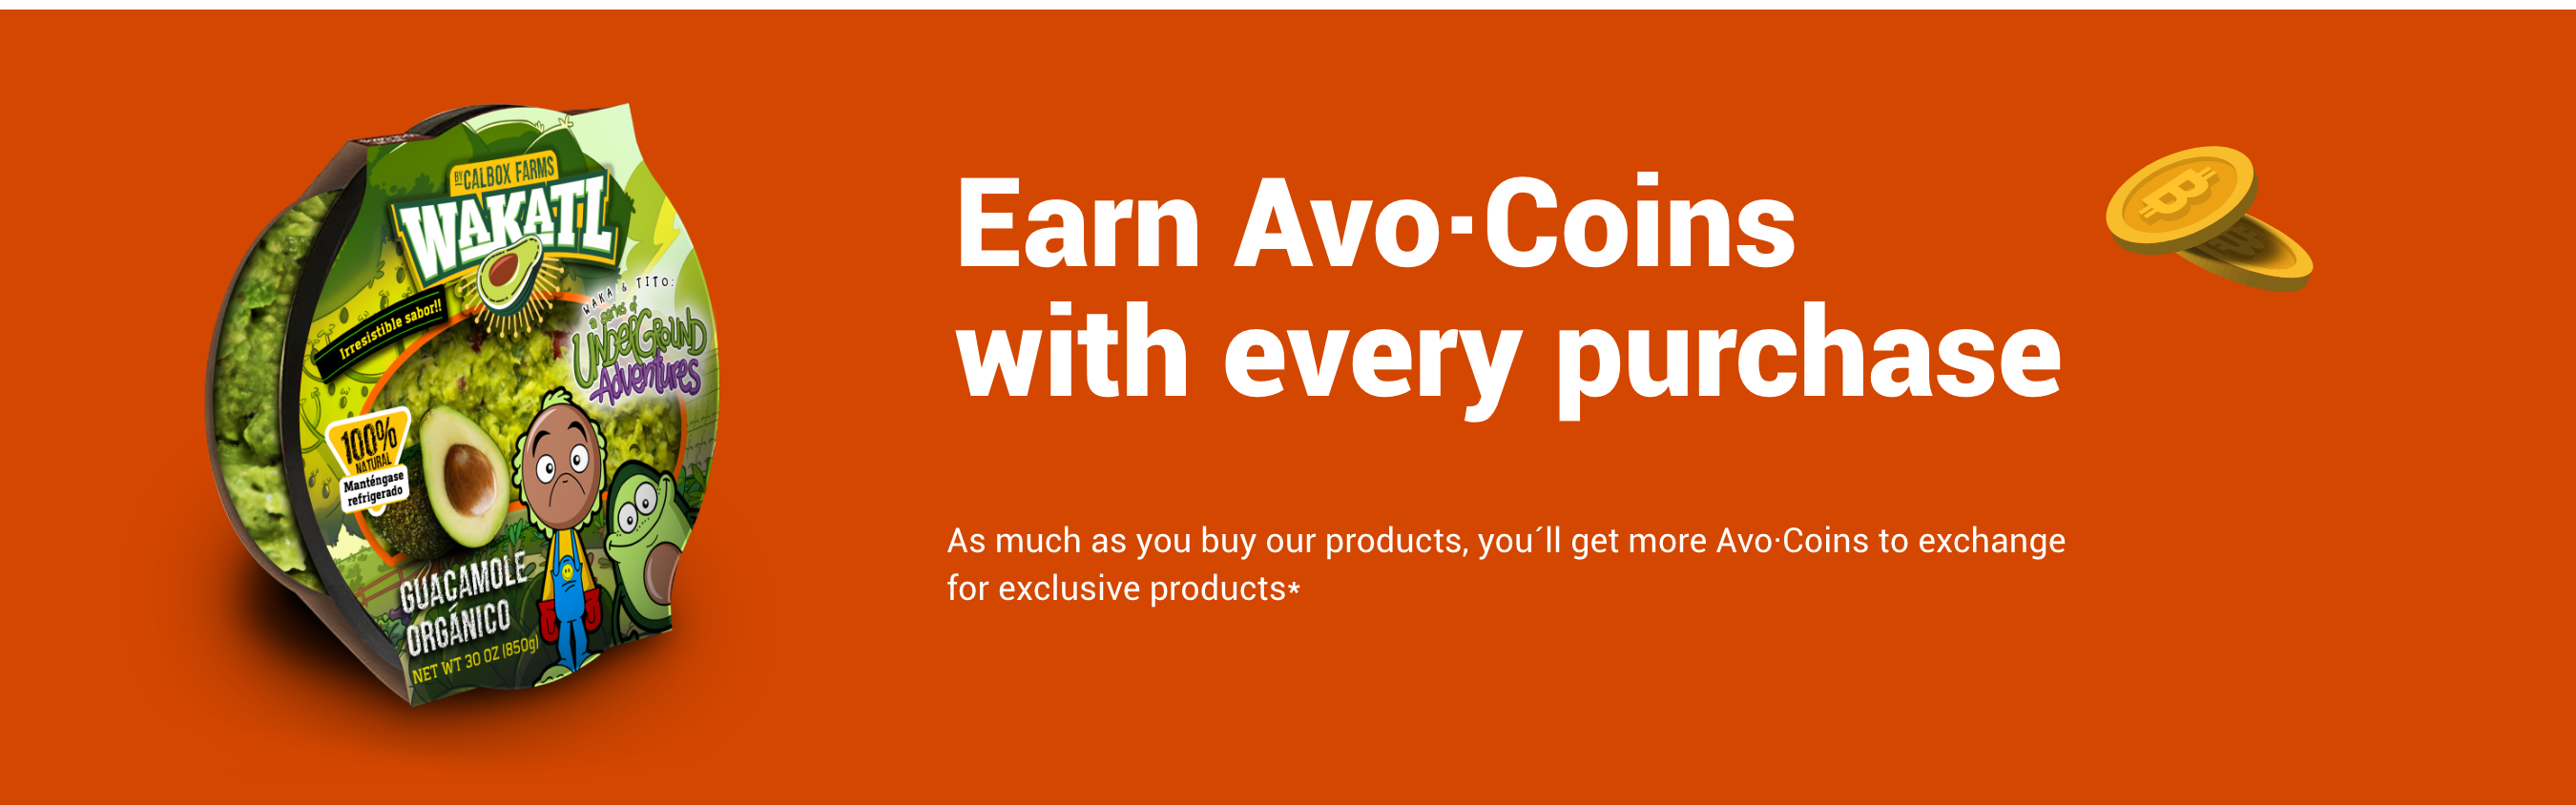 BY CALBOX FARMS
WAKATL
WAKA & TITO:
a series of
UNDERGROUND
Adventures
Irresistible sabor!!
100%
NATURAL
Manténgase
refrigerado
GUACAMOLE
ORGÁNICO
NET WT 30 OZ (850g)
Earn Avo·Coins
with every purchase
As much as you buy our products, you´ll get more Avo·Coins to exchange
for exclusive products*